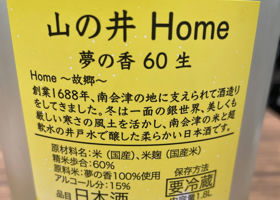 山の井 Home
夢の香 60 生
Home ～故郷～
創業1688年、南会津の地に支えられて酒造り
をしてきました。冬は一面の銀世界、美しくも
厳しい寒さの風土を活かし、南会津の米と超
軟水の井戸水で醸した柔らかい日本酒です。
原材料名：米（国産）、米麹（国産米）
精米歩合：60%
原料米：夢の香100%使用
アルコール分：15%
品目 日本酒
保存方法
要冷蔵
内容量 1.8L